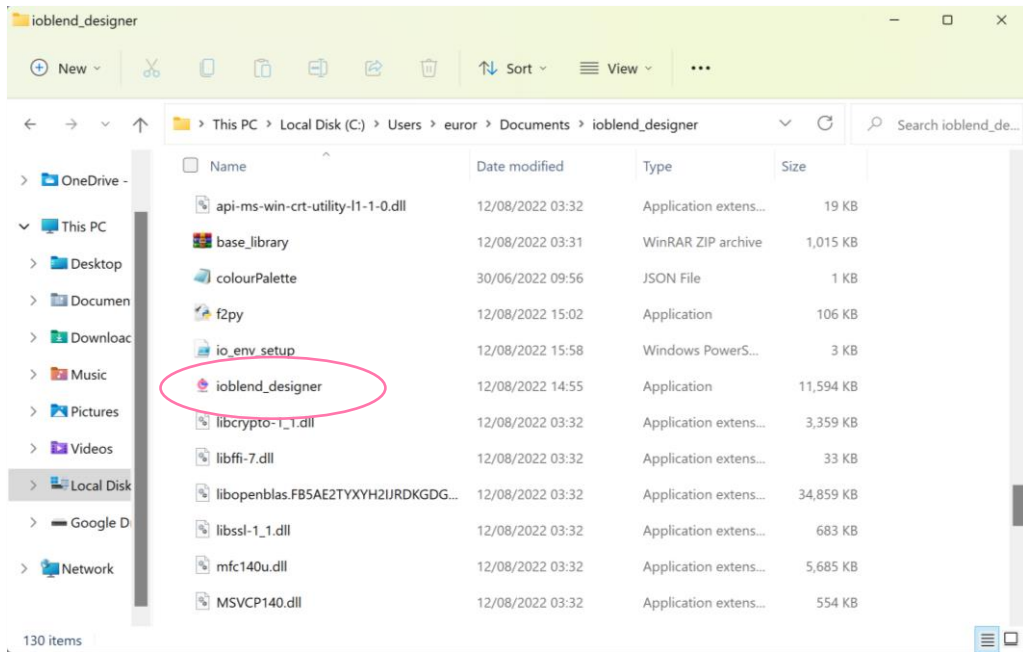 ioblend_designer
New Sort View
This PC > Local Disk (C:) > Users > euror > Documents > ioblend_designer Search ioblend_de...
Name Date modified Type Size
OneDrive -
This PC
Desktop
Documen
Downloac
Music
Pictures
Videos
Local Disk
Google D
Network
api-ms-win-crt-utility-l1-1-0.dll 12/08/2022 03:32 Application extens... 19 KB
base_library 12/08/2022 03:31 WinRAR ZIP archive 1,015 KB
colourPalette 30/06/2022 09:56 JSON File 1 KB
f2py 12/08/2022 15:02 Application 106 KB
io_env_setup 12/08/2022 15:58 Windows PowerS... 3 KB
ioblend_designer 12/08/2022 14:55 Application 11,594 KB
libcrypto-1_1.dll 12/08/2022 03:32 Application extens... 3,359 KB
libffi-7.dll 12/08/2022 03:32 Application extens... 33 KB
libopenblas.FB5AE2TYXYH2IJRDKGDG... 12/08/2022 03:32 Application extens... 34,859 KB
libssl-1_1.dll 12/08/2022 03:32 Application extens... 683 KB
mfc140u.dll 12/08/2022 03:32 Application extens... 5,685 KB
MSVCP140.dll 12/08/2022 03:32 Application extens... 554 KB
130 items